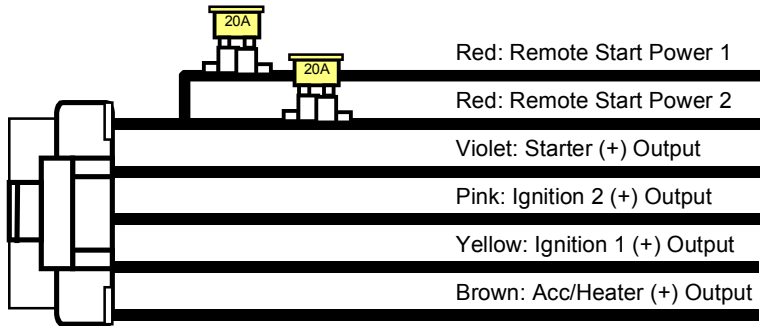 20A
20A
Red: Remote Start Power 1
Red: Remote Start Power 2
Violet: Starter (+) Output
Pink: Ignition 2 (+) Output
Yellow: Ignition 1 (+) Output
Brown: Acc/Heater (+) Output